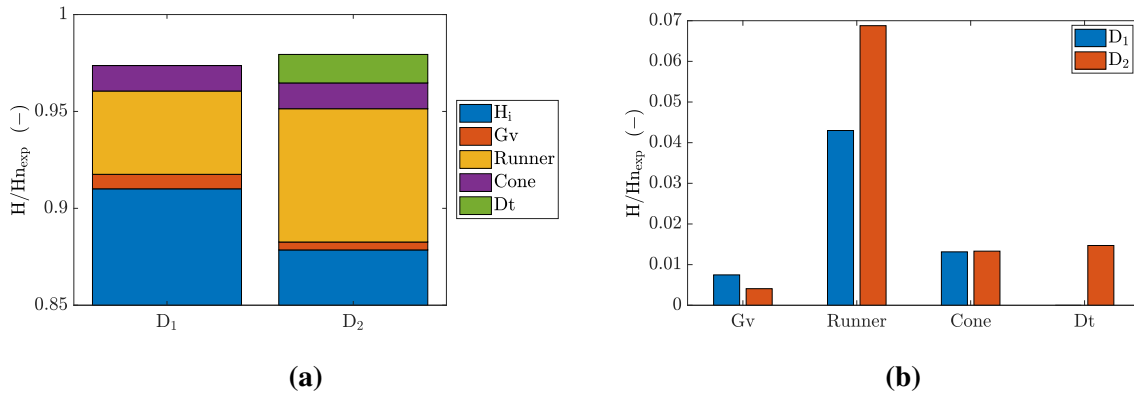 1
0.95
0.9
0.85
H/Hn_exp (−)
D_1
D_2
H_i
Gv
Runner
Cone
Dt
(a)
0.07
0.06
0.05
0.04
0.03
0.02
0.01
0
H/Hn_exp (−)
Gv
Runner
Cone
Dt
D_1
D_2
(b)